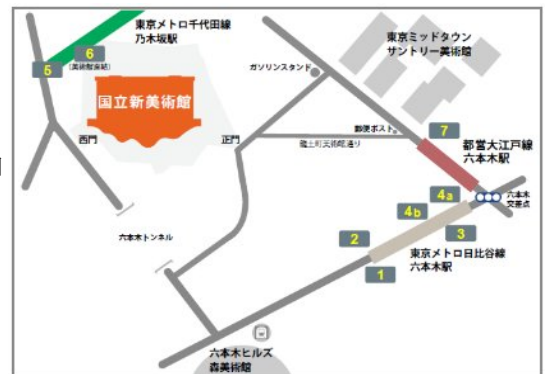 東京メトロ千代田線
乃木坂駅
6
(美術館直結)
5
国立新美術館
西門
正門
ガソリンスタンド
東京ミッドタウン
サントリー美術館
郵便ポスト
龍土町美術館通り
7
都営大江戸線
六本木駅
4a
六本木
交差点
4b
3
2
1
東京メトロ日比谷線
六本木駅
六本木トンネル
六本木ヒルズ
森美術館